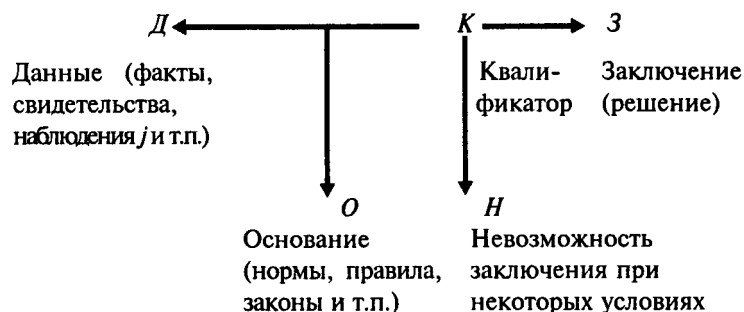 Д К З
Данные (факты,
свидетельства,
наблюдения j и т.п.)
Квали-
фикатор
Заключение
(решение)
О
Основание
(нормы, правила,
законы и т.п.)
Н
Невозможность
заключения при
некоторых условиях